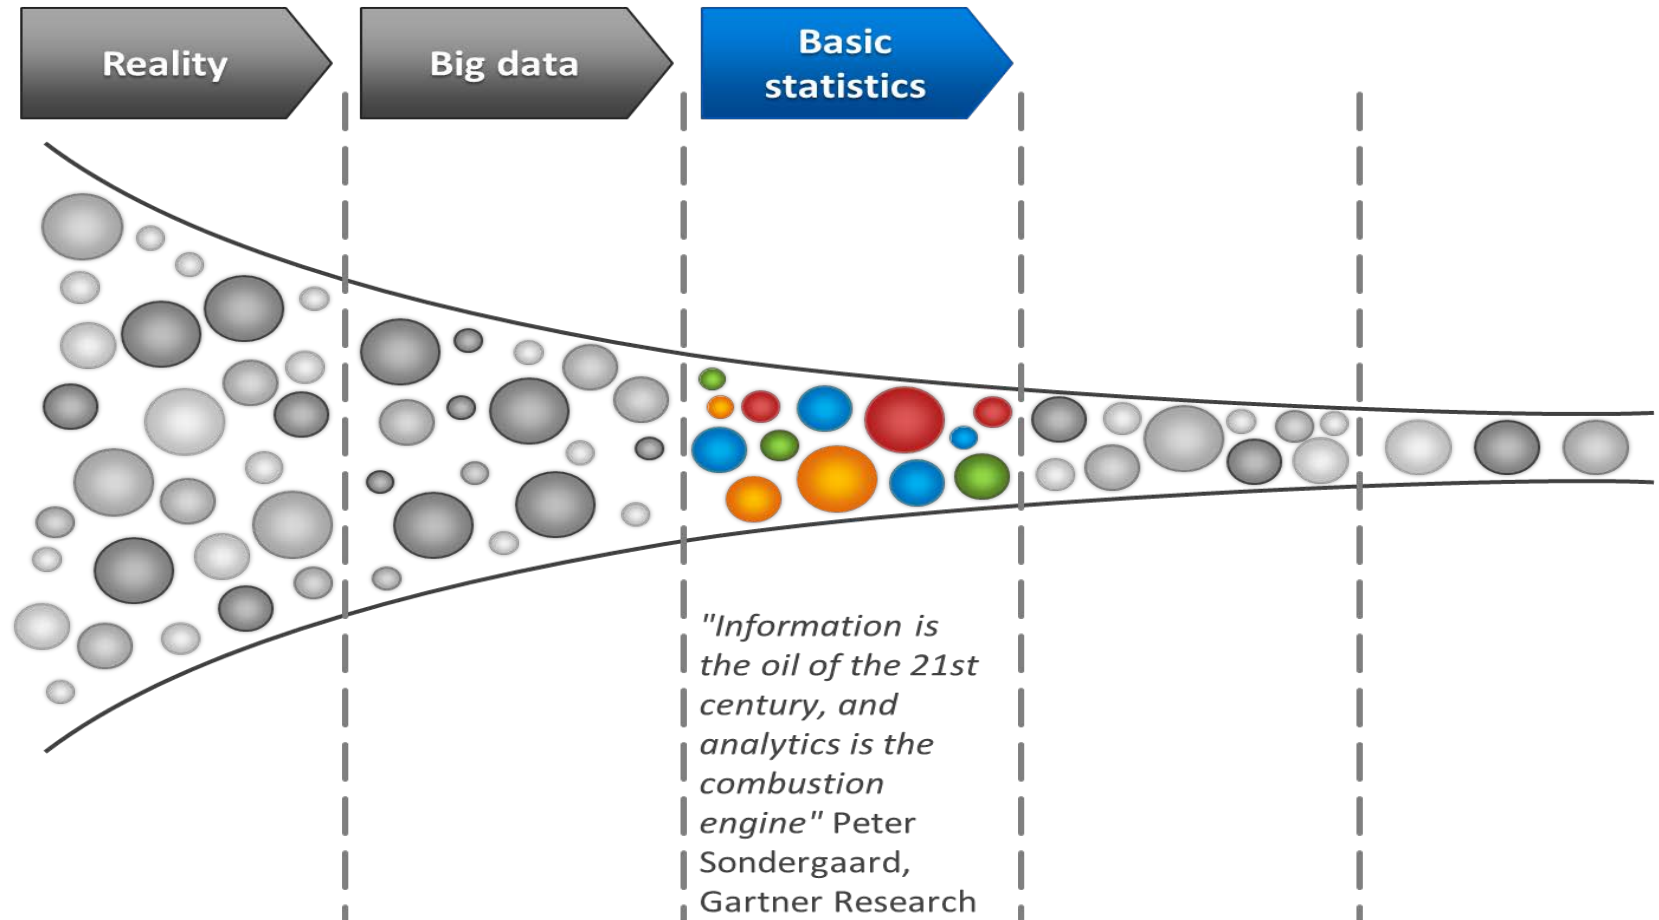 Reality
Big data
Basic
statistics
"Information is
the oil of the 21st
century, and
analytics is the
combustion
engine" Peter
Sondergaard,
Gartner Research